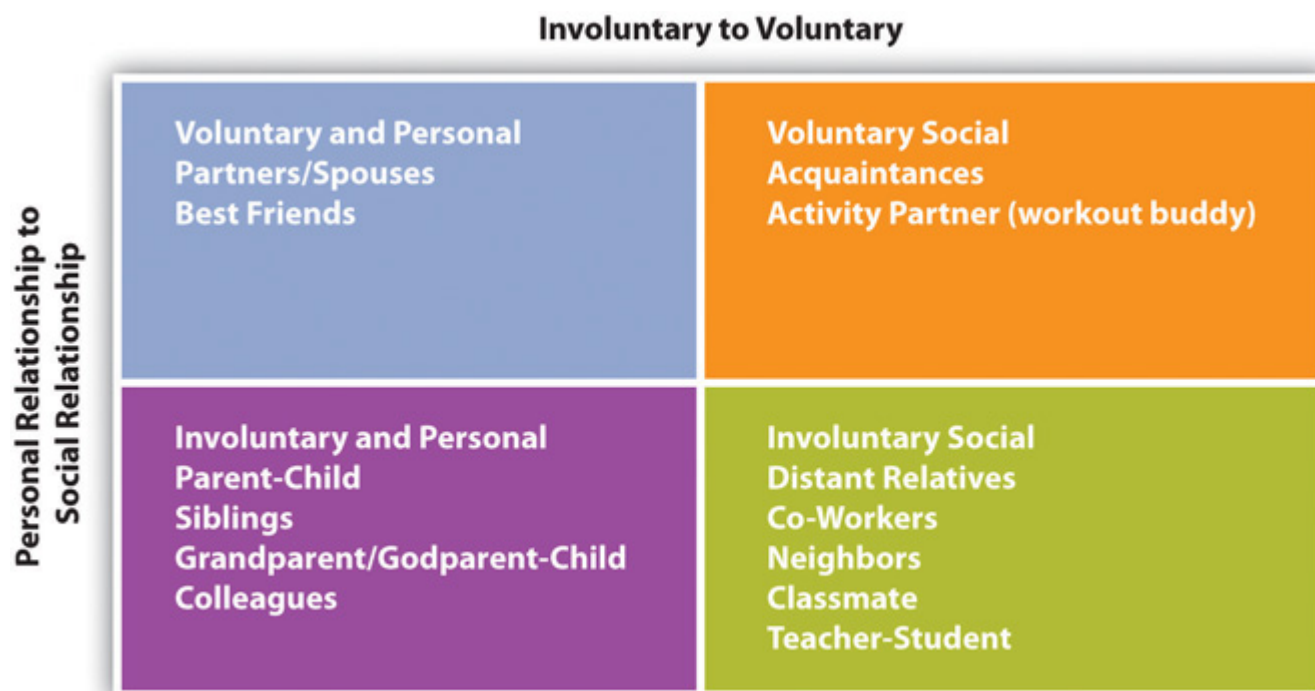 Involuntary to Voluntary
Personal Relationship to
Social Relationship
Voluntary and Personal
Partners/Spouses
Best Friends
Voluntary Social
Acquaintances
Activity Partner (workout buddy)
Involuntary and Personal
Parent-Child
Siblings
Grandparent/Godparent-Child
Colleagues
Involuntary Social
Distant Relatives
Co-Workers
Neighbors
Classmate
Teacher-Student